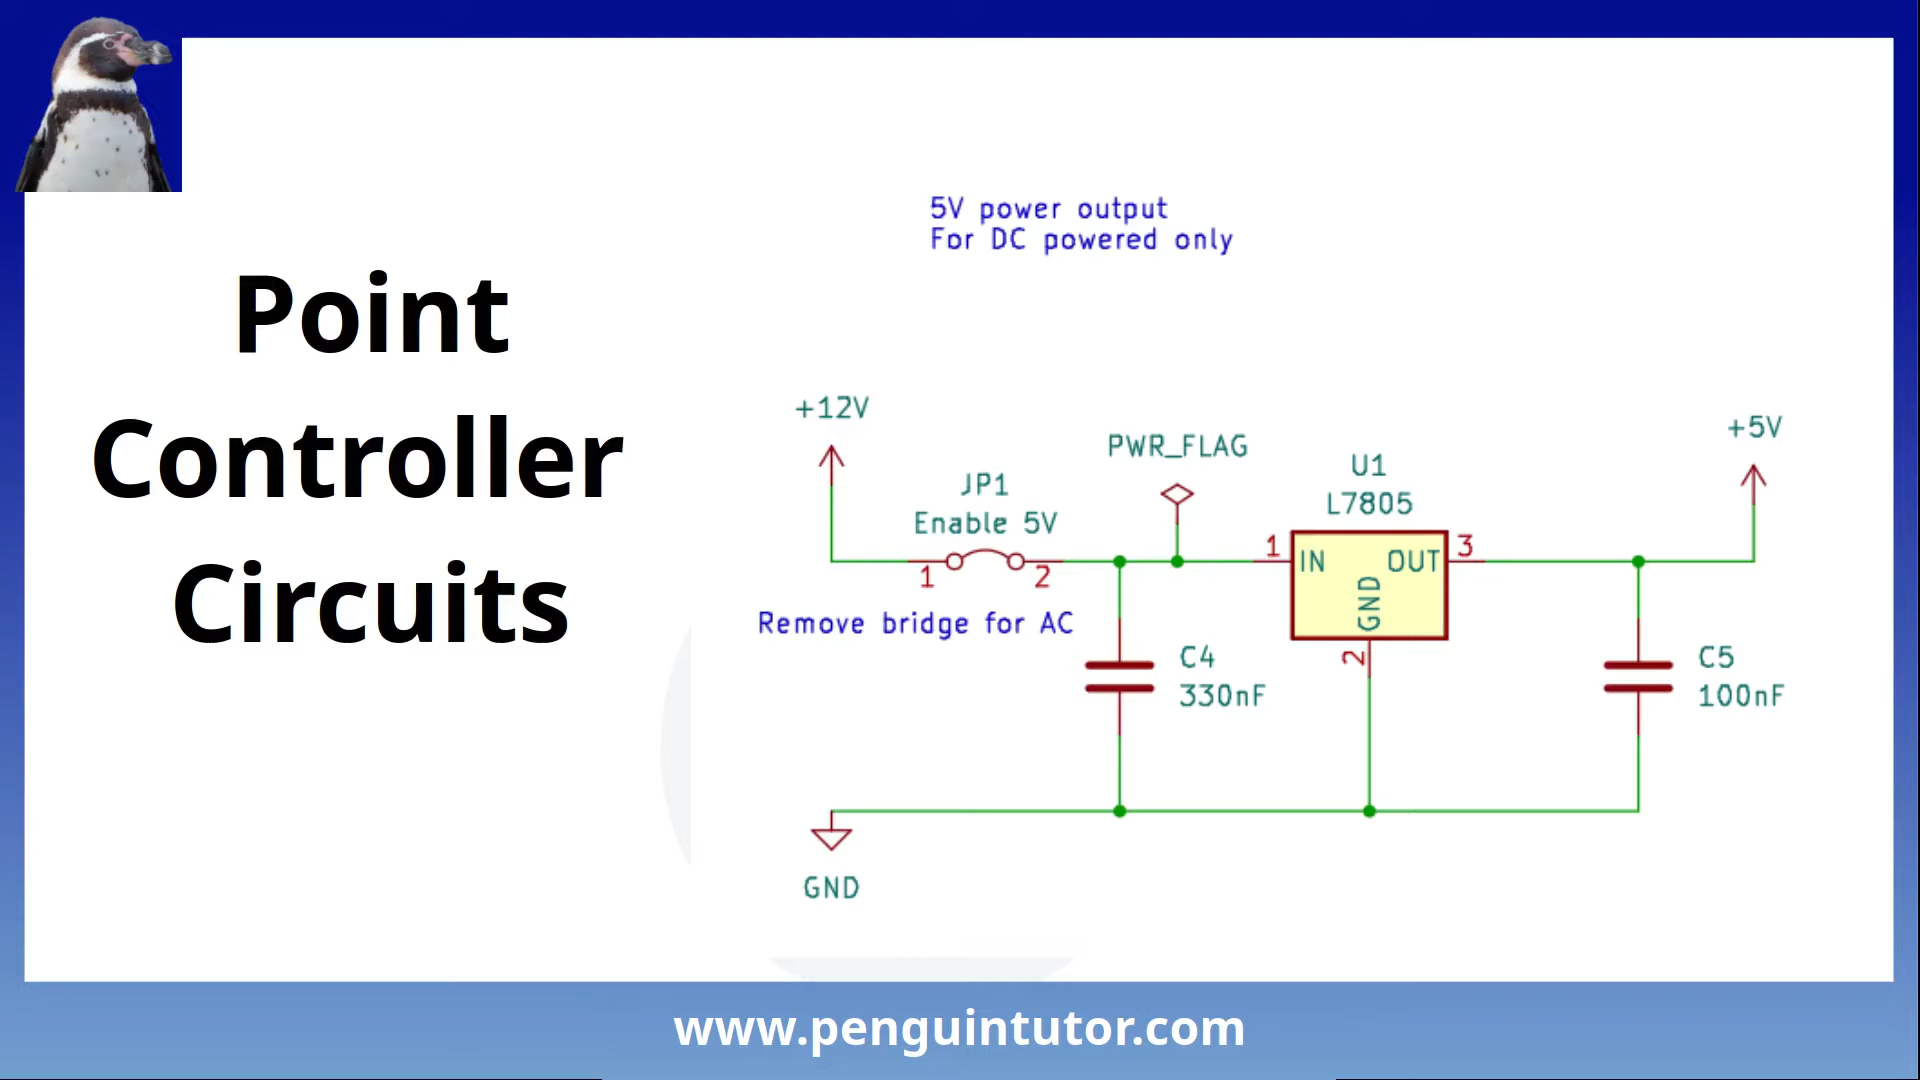 Point
Controller
Circuits
5V power output
For DC powered only
+12V
JP1
Enable 5V
1
2
Remove bridge for AC
PWR_FLAG
U1
L7805
1
IN
OUT
3
GND
2
+5V
C4
330nF
C5
100nF
GND
www.penguintutor.com